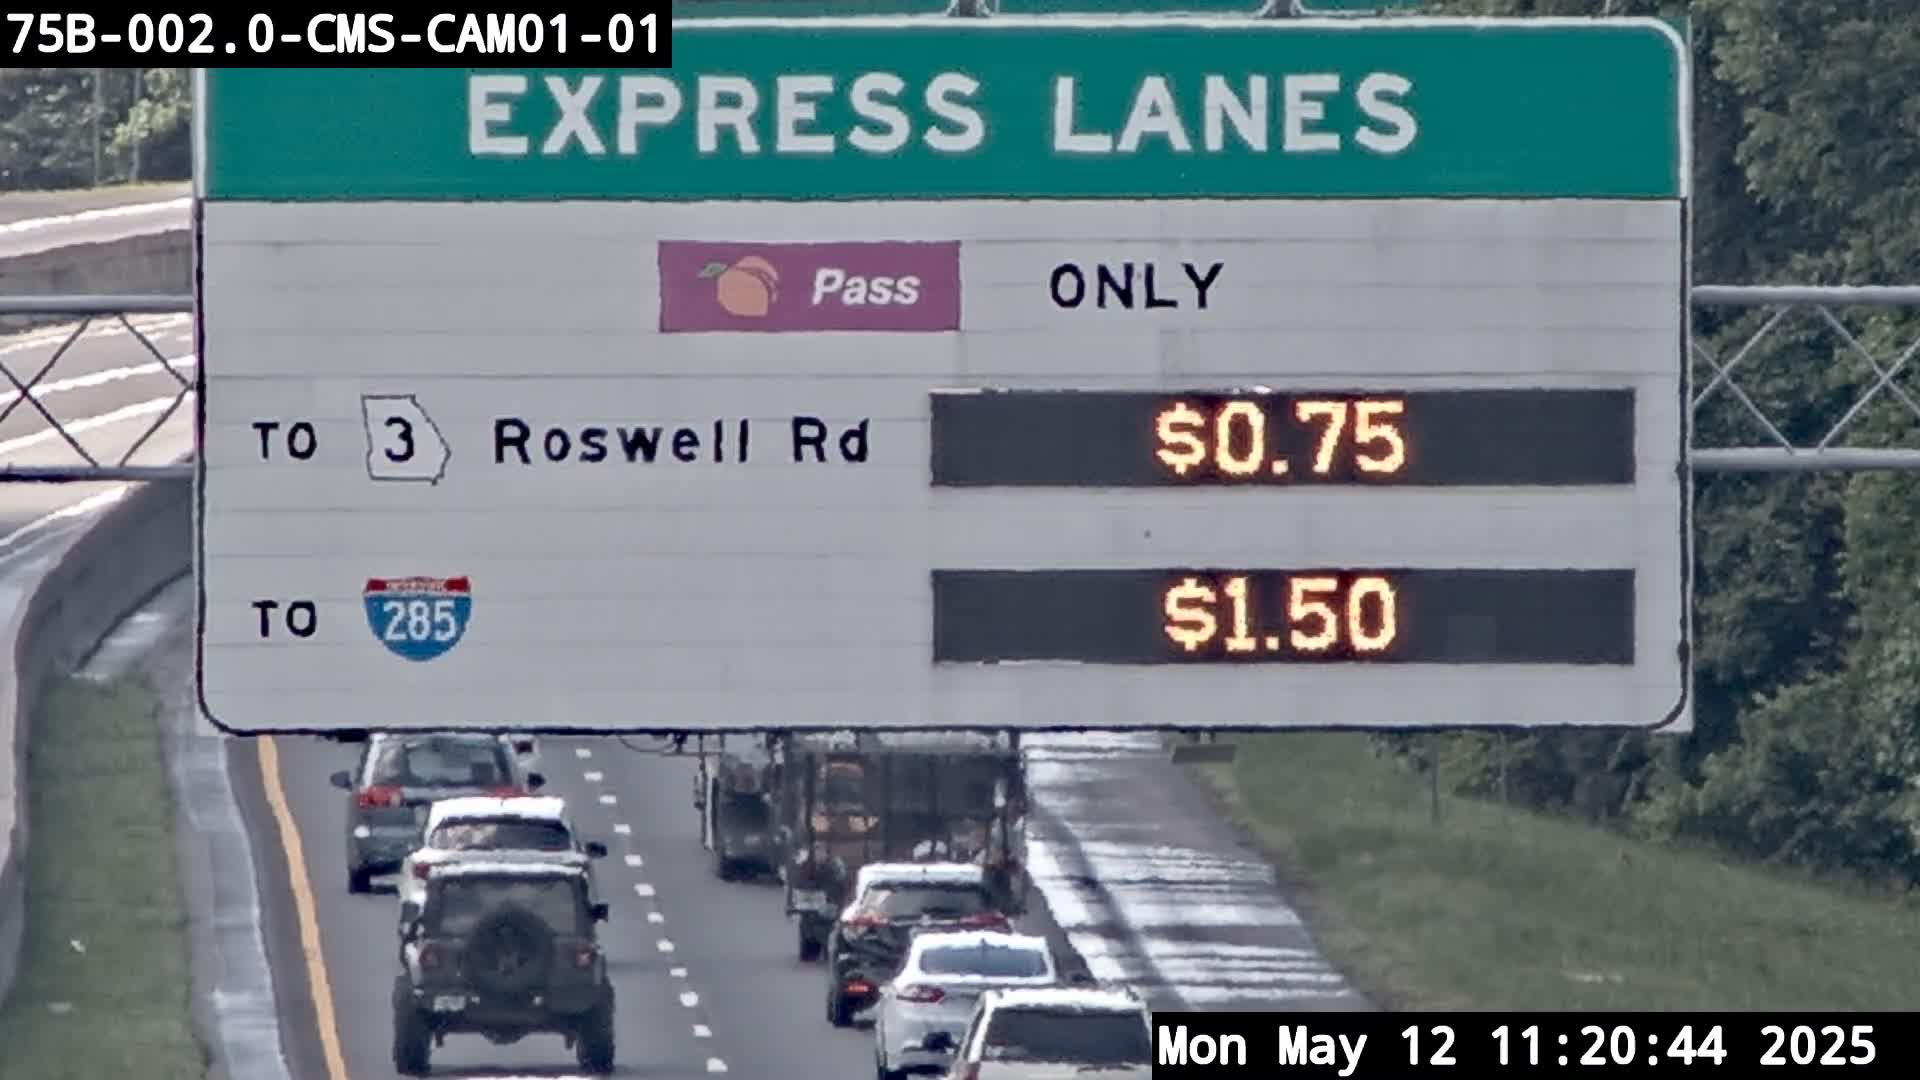 75B-002.0-CMS-CAM01-01
EXPRESS LANES
Pass ONLY
TO 3 Roswell Rd $0.75
TO 285 $1.50
Mon May 12 11:20:44 2025